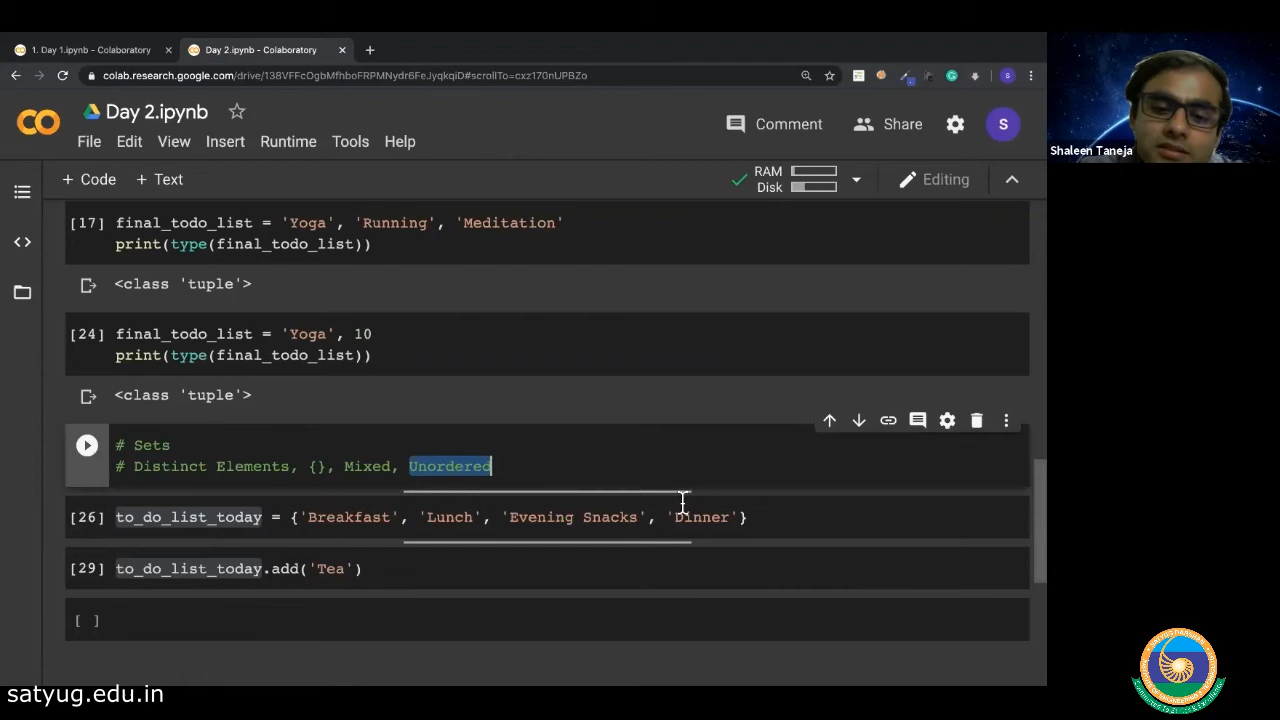 1. Day 1.ipynb - Colaboratory
Day 2.ipynb - Colaboratory
colab.research.google.com/drive/138VFFcOgbMfhboFRPMNydr6FeJyqkqiD#scrollTo=cxz170nUPBZo
S
Day 2.ipynb
Comment
Share
S
File Edit View Insert Runtime Tools Help
+ Code + Text
RAM
Disk
Editing
Shaleen Taneja
[17] final_todo_list = 'Yoga', 'Running', 'Meditation'
print(type(final_todo_list))
<class 'tuple'>
[24] final_todo_list = 'Yoga', 10
print(type(final_todo_list))
<class 'tuple'>
# Sets
# Distinct Elements, {}, Mixed, Unordered
[26] to_do_list_today = {'Breakfast', 'Lunch', 'Evening Snacks', 'Dinner'}
[29] to_do_list_today.add('Tea')
[ ]
satyug.edu.in